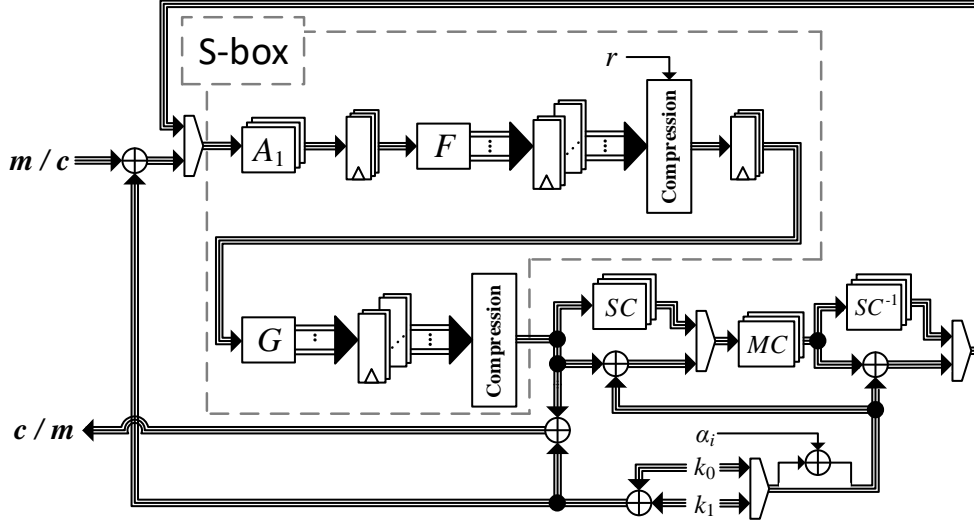 S-box
r
m / c
A₁
F
Compression
G
Compression
SC
MC
SC⁻¹
c / m
αᵢ
k₀
k₁